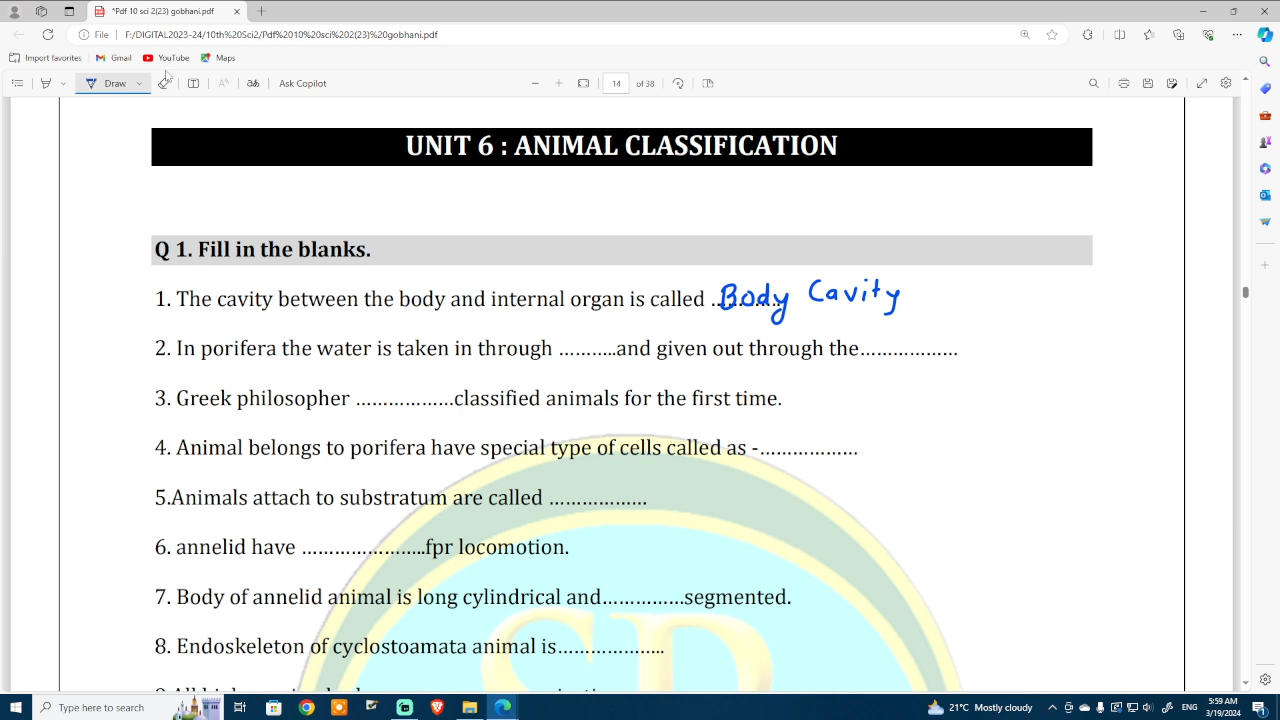 *Pdf 10 sci 2(23) gobhani.pdf
File F:/DIGITAL2023-24/10th%20Sci2/Pdf%2010%20sci%202(23)%20gobhani.pdf
Import favorites Gmail YouTube Maps
Draw Ask Copilot 14 of 38
UNIT 6 : ANIMAL CLASSIFICATION
Q 1. Fill in the blanks.
1. The cavity between the body and internal organ is called ............ Body Cavity
2. In porifera the water is taken in through ..........and given out through the..................
3. Greek philosopher ..................classified animals for the first time.
4. Animal belongs to porifera have special type of cells called as -..................
5.Animals attach to substratum are called ..................
6. annelid have .......................fpr locomotion.
7. Body of annelid animal is long cylindrical and...............segmented.
8. Endoskeleton of cyclostoamata animal is....................
SP
Type here to search 21°C Mostly cloudy ENG 5:59 AM
3/19/2024